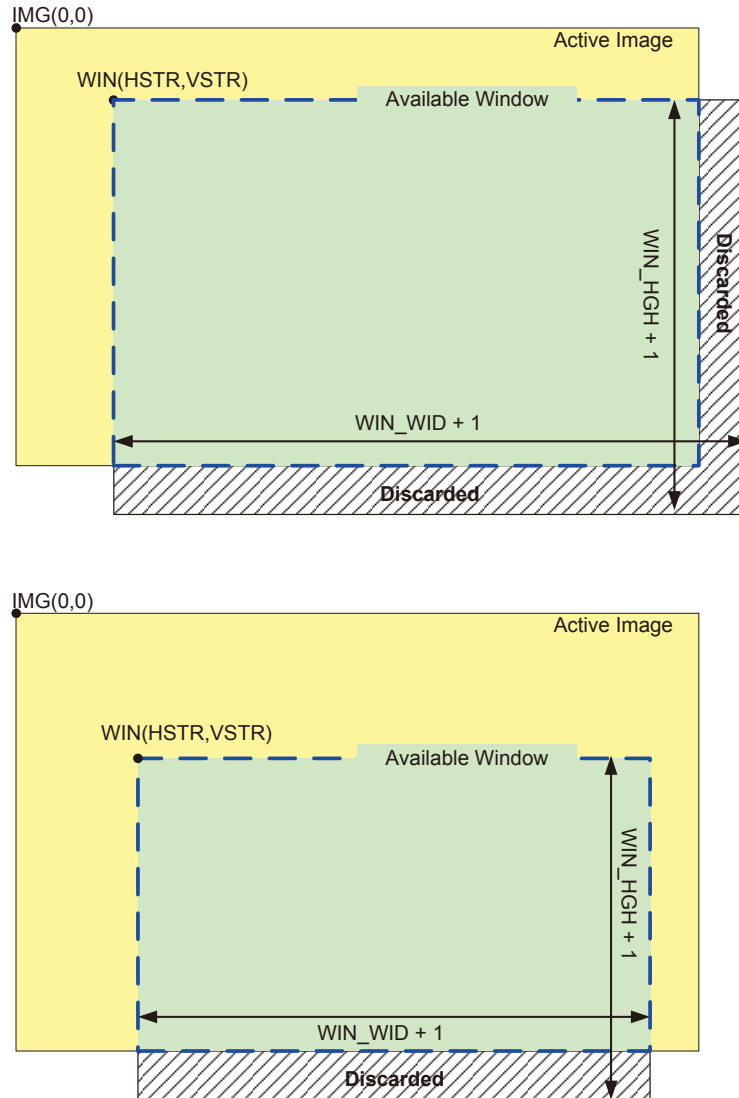 IMG(0,0)
Active Image
WIN(HSTR,VSTR)
Available Window
WIN_HGH + 1
Discarded
WIN_WID + 1
Discarded
IMG(0,0)
Active Image
WIN(HSTR,VSTR)
Available Window
WIN_HGH + 1
WIN_WID + 1
Discarded